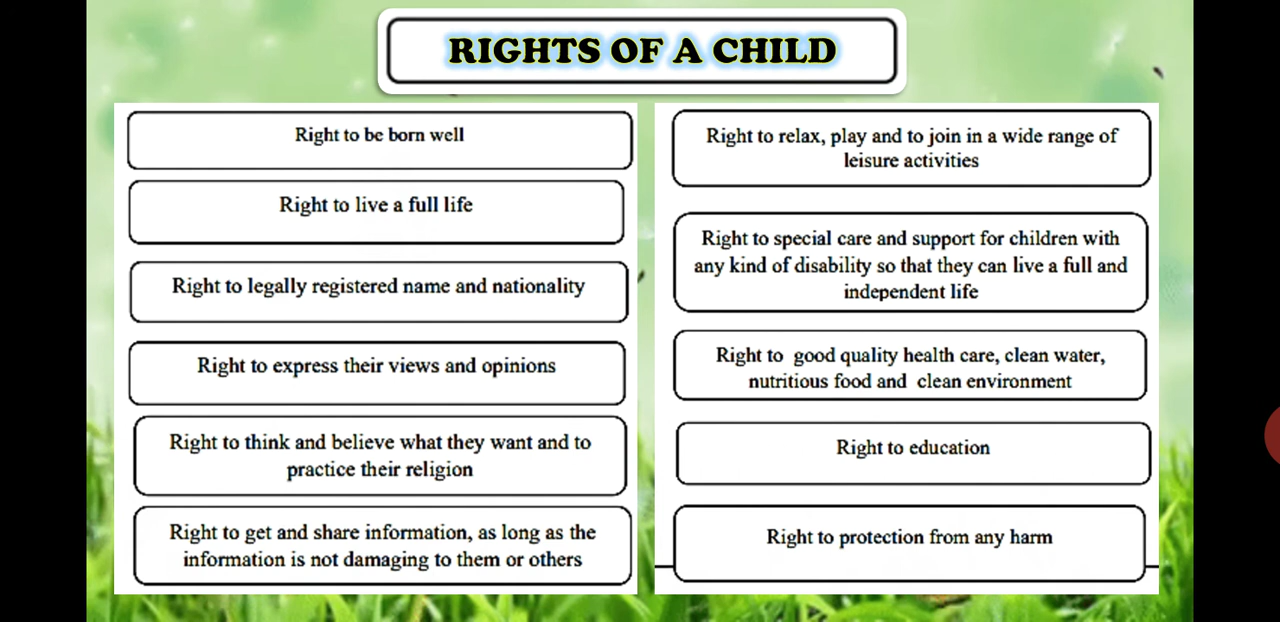 RIGHTS OF A CHILD
Right to be born well
Right to live a full life
Right to legally registered name and nationality
Right to express their views and opinions
Right to think and believe what they want and to
practice their religion
Right to get and share information, as long as the
information is not damaging to them or others
Right to relax, play and to join in a wide range of
leisure activities
Right to special care and support for children with
any kind of disability so that they can live a full and
independent life
Right to good quality health care, clean water,
nutritious food and clean environment
Right to education
Right to protection from any harm